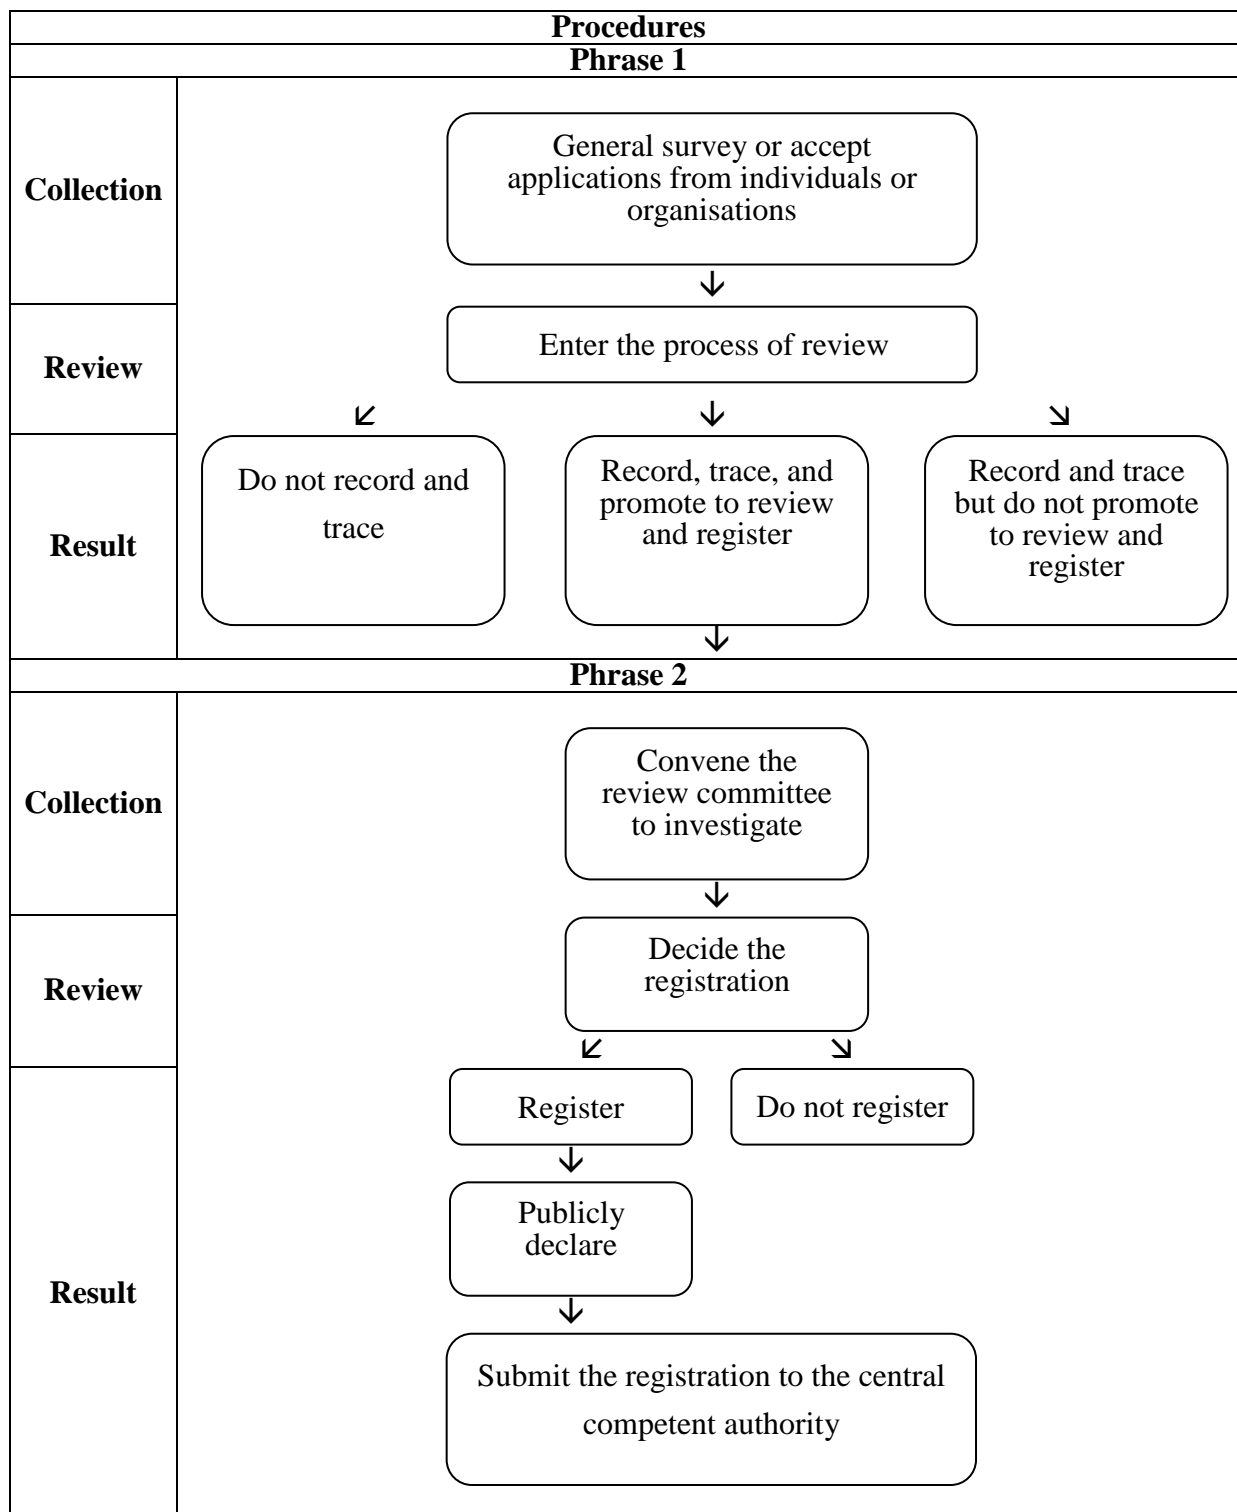 Procedures
Phrase 1
Collection
General survey or accept
applications from individuals or
organisations
Review
Enter the process of review
Result
Do not record and
trace
Record, trace, and
promote to review
and register
Record and trace
but do not promote
to review and
register
Phrase 2
Collection
Convene the
review committee
to investigate
Review
Decide the
registration
Result
Register
Do not register
Publicly
declare
Submit the registration to the central
competent authority